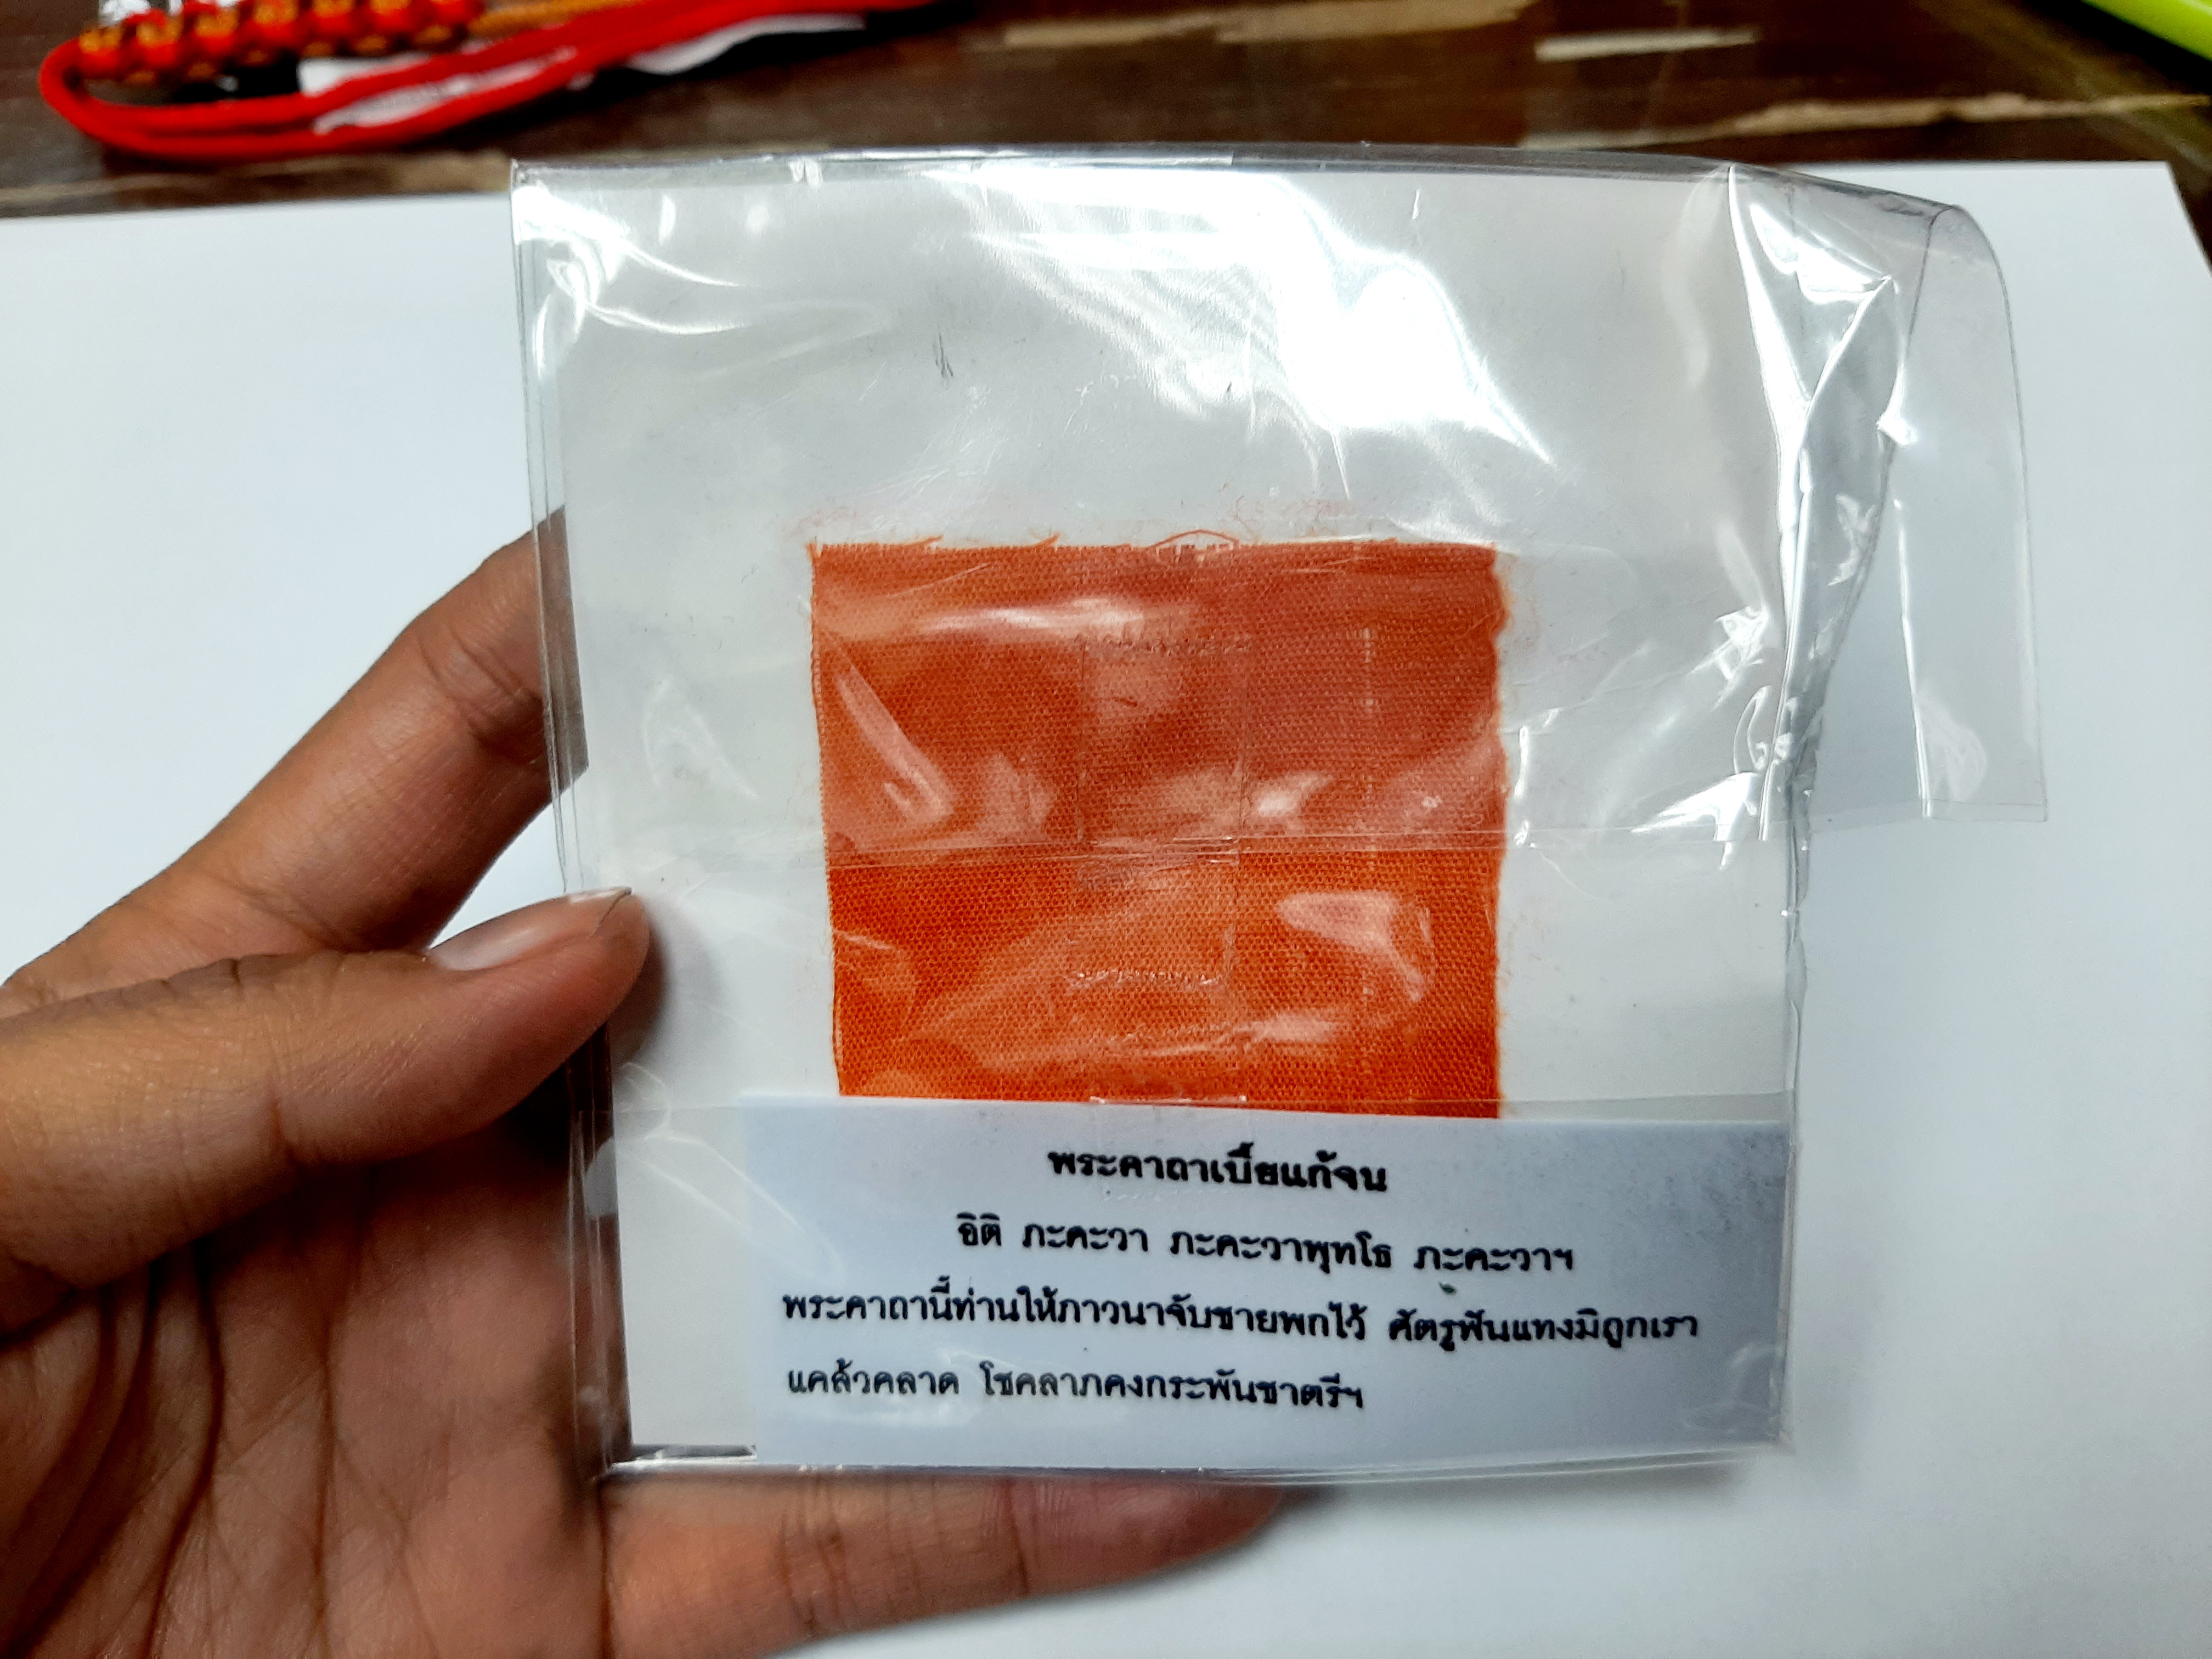 พระคาถาเบี้ยแก้จน
อิติ ภะคะวา ภะคะวาพุทโธ ภะคะวาฯ
พระคาถานี้ท่านให้ภาวนาจับชายพกไว้ ศัตรูฟันแทงมิถูกเรา
แคล้วคลาด โชคลาภคงกระพันชาตรีฯ